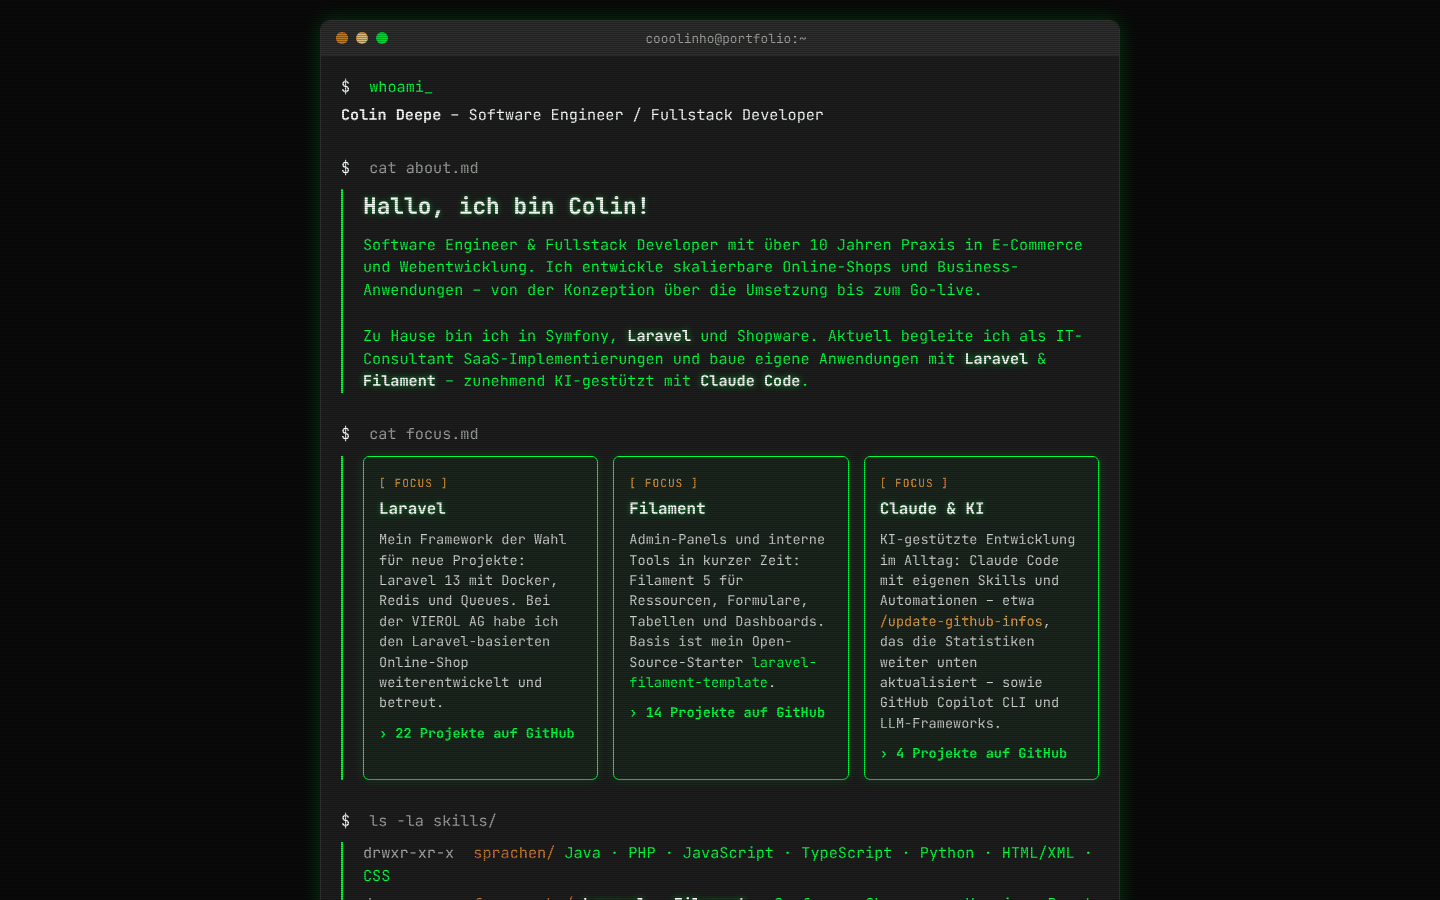 cooolinho@portfolio:~
$ whoami_
Colin Deepe – Software Engineer / Fullstack Developer
$ cat about.md
Hallo, ich bin Colin!
Software Engineer & Fullstack Developer mit über 10 Jahren Praxis in E-Commerce
und Webentwicklung. Ich entwickle skalierbare Online-Shops und Business-
Anwendungen – von der Konzeption über die Umsetzung bis zum Go-live.
Zu Hause bin ich in Symfony, Laravel und Shopware. Aktuell begleite ich als IT-
Consultant SaaS-Implementierungen und baue eigene Anwendungen mit Laravel &
Filament – zunehmend KI-gestützt mit Claude Code.
$ cat focus.md
[ FOCUS ]
Laravel
Mein Framework der Wahl
für neue Projekte:
Laravel 13 mit Docker,
Redis und Queues. Bei
der VIEROL AG habe ich
den Laravel-basierten
Online-Shop
weiterentwickelt und
betreut.
› 22 Projekte auf GitHub
[ FOCUS ]
Filament
Admin-Panels und interne
Tools in kurzer Zeit:
Filament 5 für
Ressourcen, Formulare,
Tabellen und Dashboards.
Basis ist mein Open-
Source-Starter laravel-
filament-template.
› 14 Projekte auf GitHub
[ FOCUS ]
Claude & KI
KI-gestützte Entwicklung
im Alltag: Claude Code
mit eigenen Skills und
Automationen – etwa
/update-github-infos,
das die Statistiken
weiter unten
aktualisiert – sowie
GitHub Copilot CLI und
LLM-Frameworks.
› 4 Projekte auf GitHub
$ ls -la skills/
drwxr-xr-x sprachen/ Java · PHP · JavaScript · TypeScript · Python · HTML/XML ·
CSS